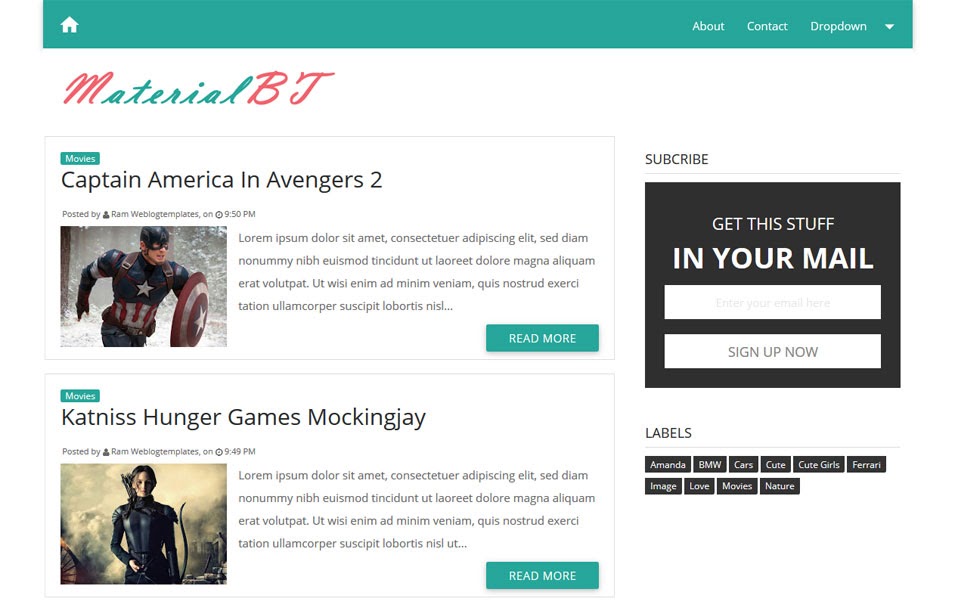 About Contact Dropdown
MaterialBT
Movies
Captain America In Avengers 2
Posted by Ram Weblogtemplates, on 9:50 PM
Lorem ipsum dolor sit amet, consectetuer adipiscing elit, sed diam
nonummy nibh euismod tincidunt ut laoreet dolore magna aliquam
erat volutpat. Ut wisi enim ad minim veniam, quis nostrud exerci
tation ullamcorper suscipit lobortis nisl...
READ MORE
Movies
Katniss Hunger Games Mockingjay
Posted by Ram Weblogtemplates, on 9:49 PM
Lorem ipsum dolor sit amet, consectetuer adipiscing elit, sed diam
nonummy nibh euismod tincidunt ut laoreet dolore magna aliquam
erat volutpat. Ut wisi enim ad minim veniam, quis nostrud exerci
tation ullamcorper suscipit lobortis nisl ut...
READ MORE
SUBCRIBE
GET THIS STUFF
IN YOUR MAIL
Enter your email here
SIGN UP NOW
LABELS
Amanda BMW Cars Cute Cute Girls Ferrari
Image Love Movies Nature